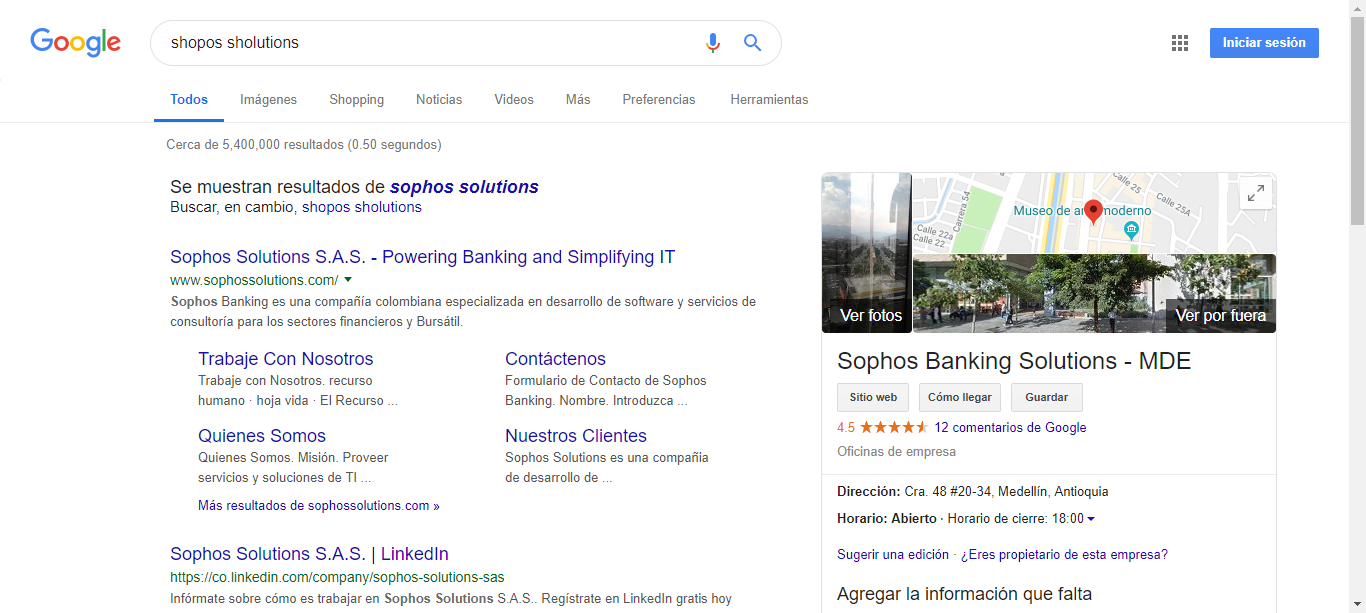 Google
shopos sholutions
Iniciar sesión
Todos Imágenes Shopping Noticias Videos Más Preferencias Herramientas
Cerca de 5,400,000 resultados (0.50 segundos)
Se muestran resultados de sophos solutions
Buscar, en cambio, shopos sholutions
Sophos Solutions S.A.S. - Powering Banking and Simplifying IT
www.sophossolutions.com/
Sophos Banking es una compañía colombiana especializada en desarrollo de software y servicios de
consultoría para los sectores financieros y Bursátil.
Trabaje Con Nosotros
Trabaje con Nosotros. recurso
humano · hoja vida · El Recurso ...
Contáctenos
Formulario de Contacto de Sophos
Banking. Nombre. Introduzca ...
Quienes Somos
Quienes Somos. Misión. Proveer
servicios y soluciones de TI ...
Nuestros Clientes
Sophos Solutions es una compañia
de desarrollo de ...
Más resultados de sophossolutions.com »
Sophos Solutions S.A.S. | LinkedIn
https://co.linkedin.com/company/sophos-solutions-sas
Infórmate sobre cómo es trabajar en Sophos Solutions S.A.S.. Regístrate en LinkedIn gratis hoy
Carrera 54
Calle 25
Calle 25A
Museo de ar moderno
Calle 22a
Calle 22
Ver fotos
Ver por fuera
Sophos Banking Solutions - MDE
Sitio web Cómo llegar Guardar
4.5 12 comentarios de Google
Oficinas de empresa
Dirección: Cra. 48 #20-34, Medellín, Antioquia
Horario: Abierto · Horario de cierre: 18:00
Sugerir una edición · ¿Eres propietario de esta empresa?
Agregar la información que falta